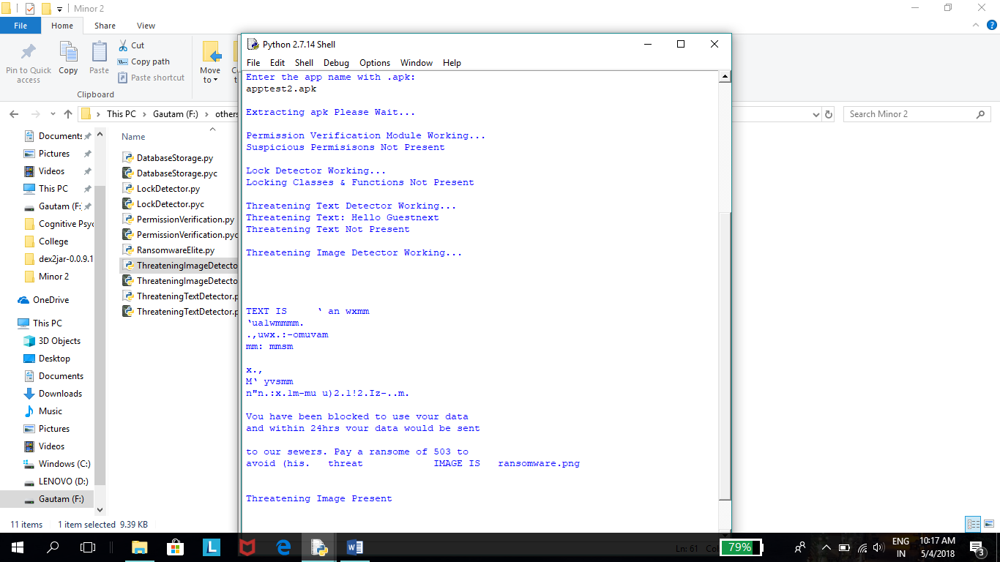 Minor 2
File
Home
Share
View
Pin to Quick
access
Copy
Paste
Cut
Copy path
Paste shortcut
Move
to
Clipboard
This PC
Gautam (F:)
others
Search Minor 2
Documents
Pictures
Videos
This PC
Gautam (F:
Cognitive Psyc
College
dex2jar-0.0.9.1
Minor 2
OneDrive
This PC
3D Objects
Desktop
Documents
Downloads
Music
Pictures
Videos
Windows (C:)
LENOVO (D:)
Gautam (F:)
Name
DatabaseStorage.py
DatabaseStorage.pyc
LockDetector.py
LockDetector.pyc
PermissionVerification.py
PermissionVerification.pyc
RansomwareElite.py
ThreateningImageDetecto
ThreateningImageDetecto
ThreateningTextDetector.p
ThreateningTextDetector.p
11 items
1 item selected 9.39 KB
Python 2.7.14 Shell
File Edit Shell Debug Options Window Help
Enter the app name with .apk:
apptest2.apk
Extracting apk Please Wait...
Permission Verification Module Working...
Suspicious Permisisons Not Present
Lock Detector Working...
Locking Classes & Functions Not Present
Threatening Text Detector Working...
Threatening Text: Hello Guestnext
Threatening Text Not Present
Threatening Image Detector Working...
TEXT IS ‘ an wxmm
‘ualwmmmm.
.,uwx.:-omuvam
mm: mmsm
x.,
M‘ yvsmm
n"n.:x.lm-mu u)2.l!2.Iz-..m.
You have been blocked to use vour data
and within 24hrs vour data would be sent
to our sewers. Pay a ransome of 503 to
avoid (his. threat IMAGE IS ransomware.png
Threatening Image Present
Ln: 61
79%
ENG
IN
10:17 AM
5/4/2018
3